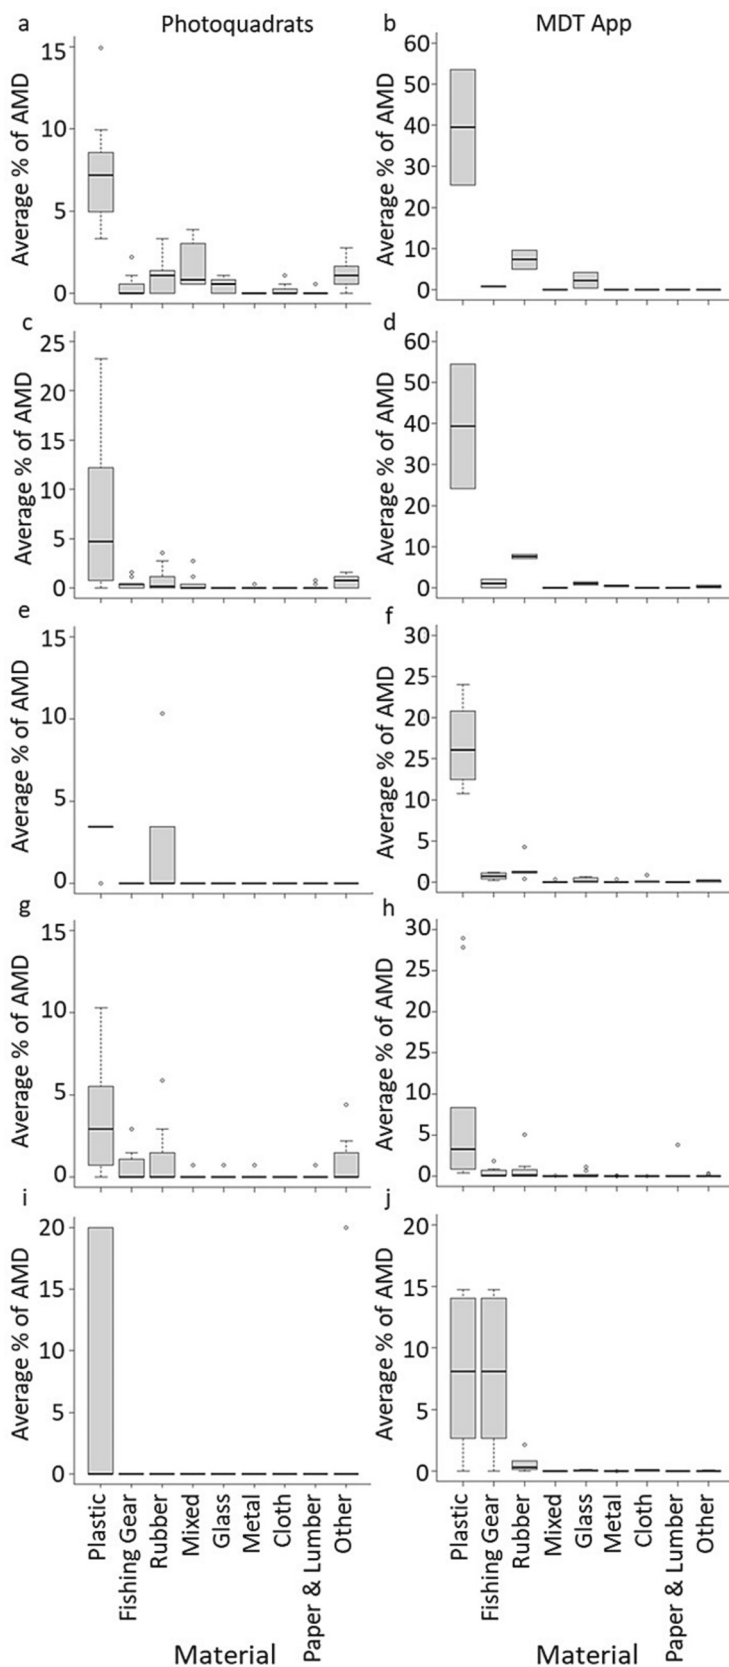 a
Photoquadrats
15
10
5
0
Average % of AMD
b
MDT App
60
50
40
30
20
10
0
Average % of AMD
c
25
20
15
10
5
0
Average % of AMD
d
60
50
40
30
20
10
0
Average % of AMD
e
15
10
5
0
Average % of AMD
f
30
25
20
25
10
5
0
Average % of AMD
g
15
10
5
0
Average % of AMD
h
30
25
20
25
10
5
0
Average % of AMD
i
20
15
10
5
0
Average % of AMD
Plastic
Fishing Gear
Rubber
Mixed
Glass
Metal
Cloth
Paper & Lumber
Other
Material
j
20
15
10
5
0
Average % of AMD
Plastic
Fishing Gear
Rubber
Mixed
Glass
Metal
Cloth
Paper & Lumber
Other
Material